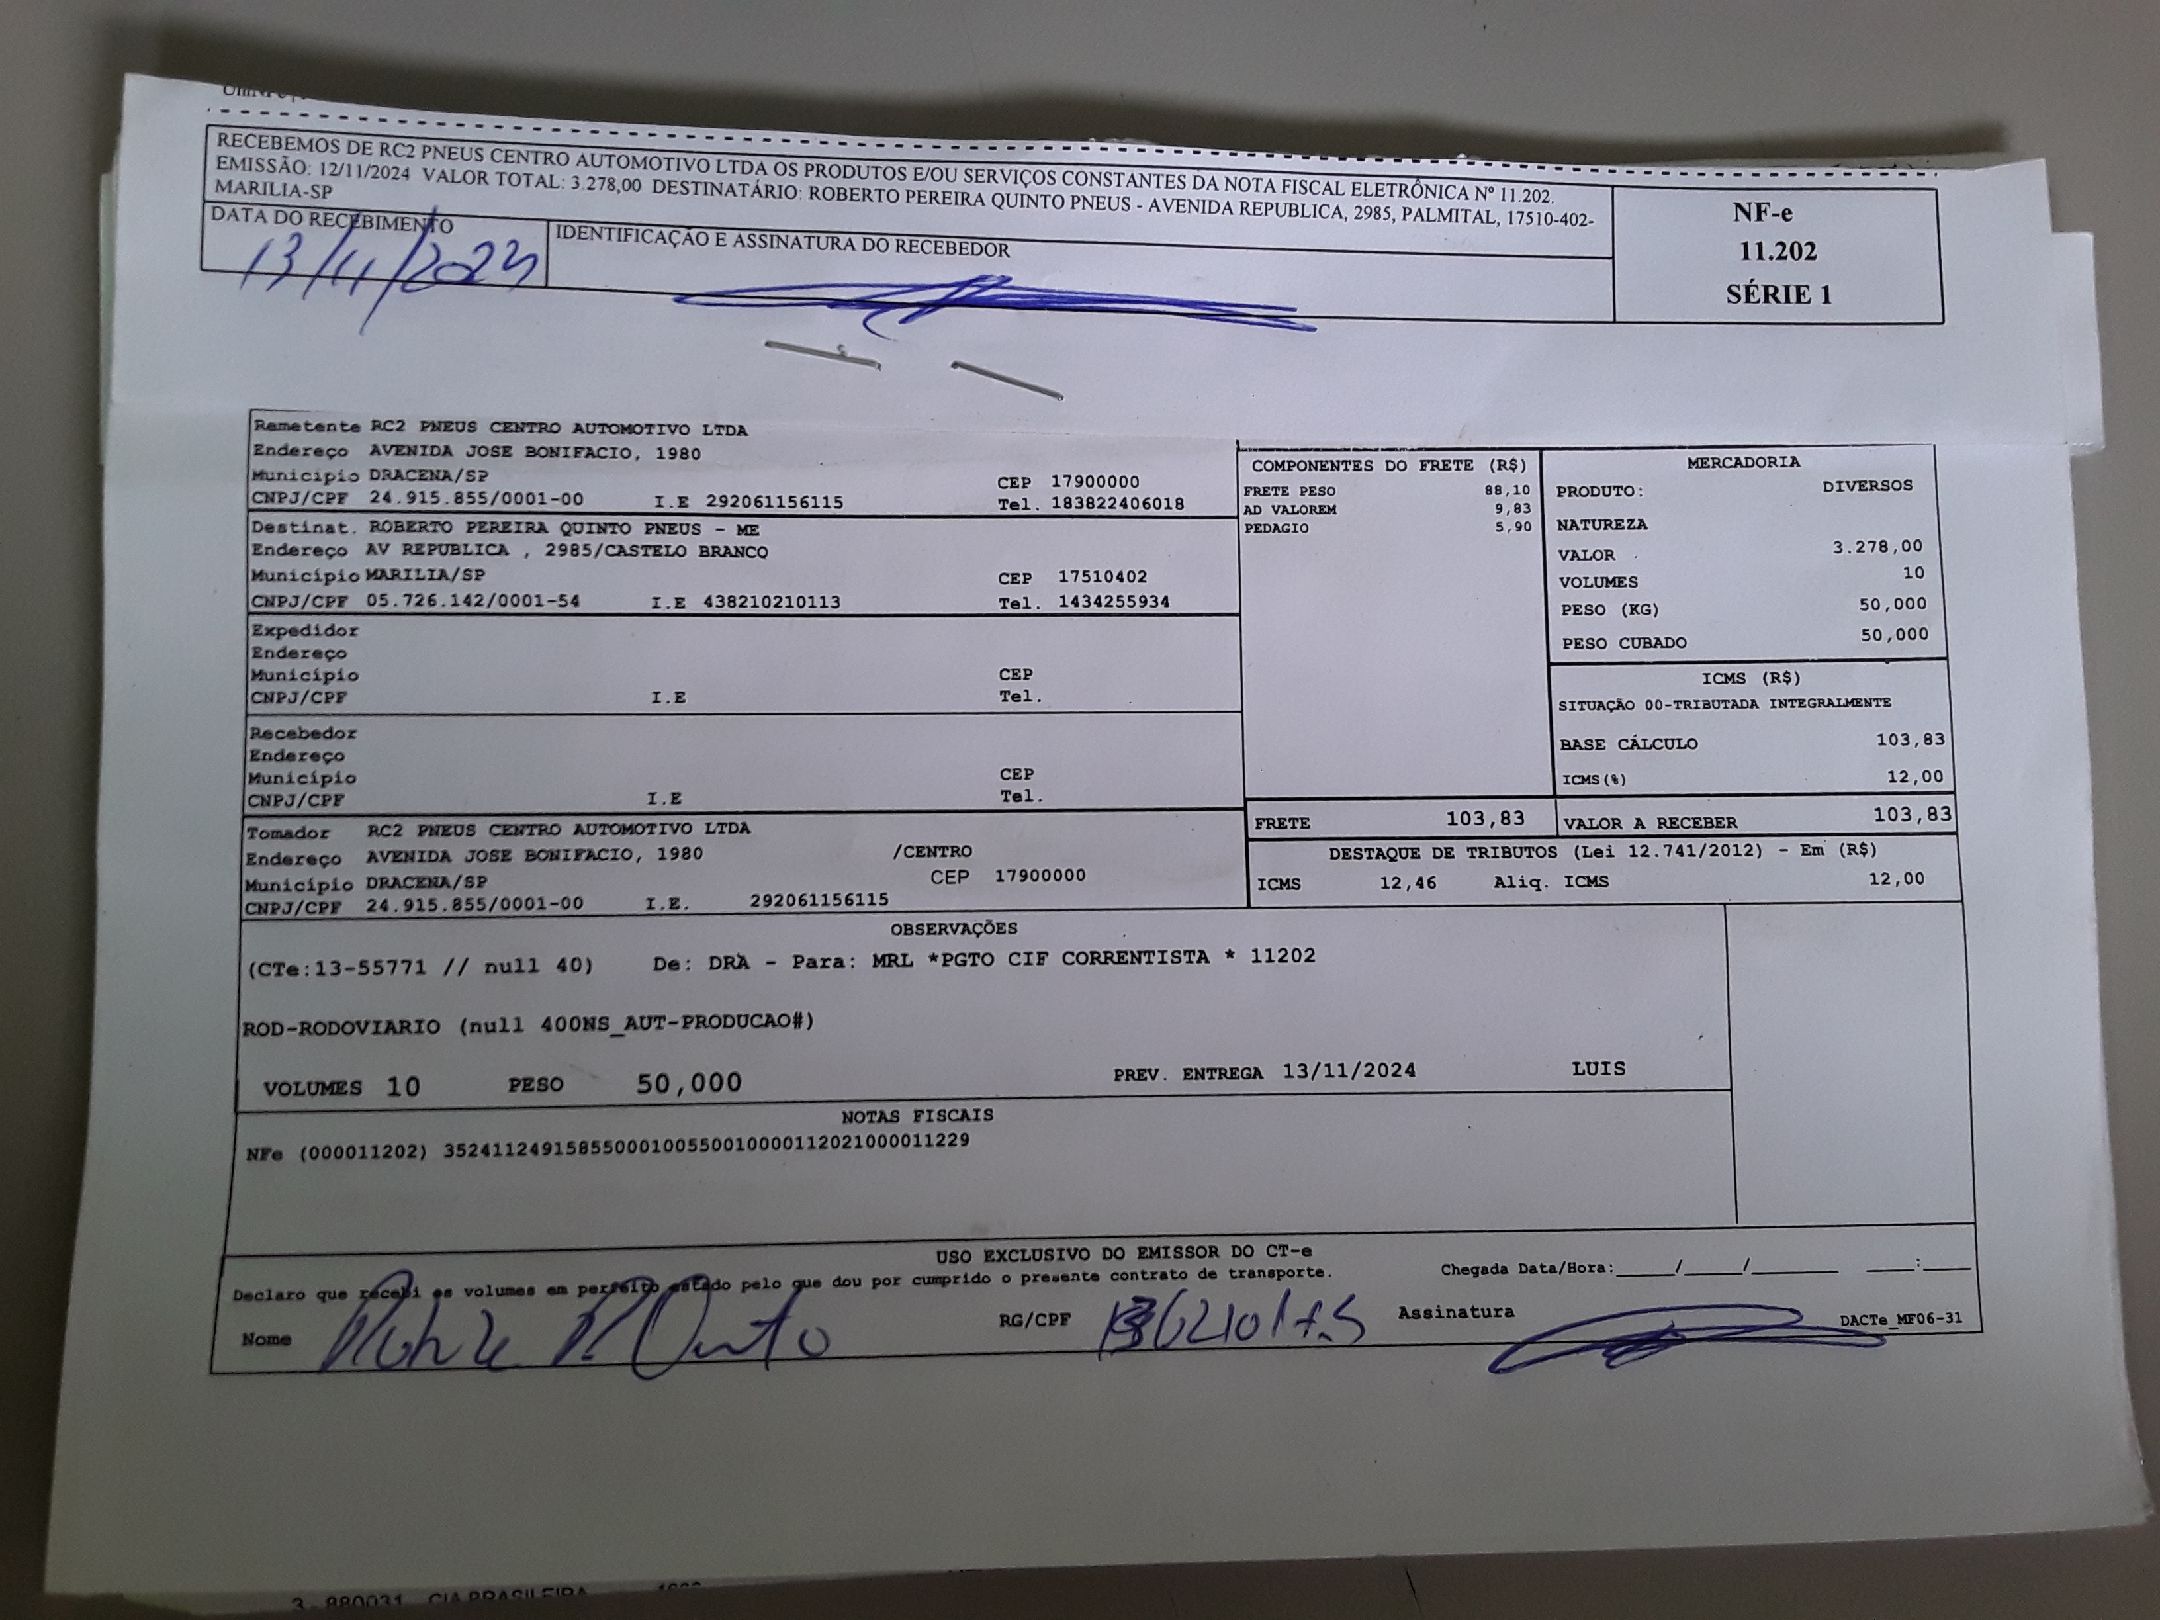 RECEBEMOS DE RC2 PNEUS CENTRO AUTOMOTIVO LTDA OS PRODUTOS E/OU SERVIÇOS CONSTANTES DA NOTA FISCAL ELETRÔNICA Nº 11.202.
EMISSÃO: 12/11/2024 VALOR TOTAL: 3.278,00 DESTINATÁRIO: ROBERTO PEREIRA QUINTO PNEUS - AVENIDA REPUBLICA, 2985, PALMITAL, 17510-402-
MARILIA-SP
NF-e
11.202
SÉRIE 1
DATA DO RECEBIMENTO
IDENTIFICAÇÃO E ASSINATURA DO RECEBEDOR
Remetente RC2 PNEUS CENTRO AUTOMOTIVO LTDA
Endereço AVENIDA JOSE BONIFACIO, 1980
Município DRACENA/SP CEP 17900000
CNPJ/CPF 24.915.855/0001-00 I.E 292061156115 Tel. 183822406018
Destinat. ROBERTO PEREIRA QUINTO PNEUS - ME
Endereço AV REPUBLICA , 2985/CASTELO BRANCO
Município MARILIA/SP CEP 17510402
CNPJ/CPF 05.726.142/0001-54 I.E 438210210113 Tel. 1434255934
Expedidor
Endereço
Município CEP
CNPJ/CPF I.E Tel.
Recebedor
Endereço
Município CEP
CNPJ/CPF I.E Tel.
Tomador RC2 PNEUS CENTRO AUTOMOTIVO LTDA
Endereço AVENIDA JOSE BONIFACIO, 1980 /CENTRO
Município DRACENA/SP CEP 17900000
CNPJ/CPF 24.915.855/0001-00 I.E. 292061156115
COMPONENTES DO FRETE (R$)
FRETE PESO 88,10
AD VALOREM 9,83
PEDAGIO 5,90
MERCADORIA
PRODUTO: DIVERSOS
NATUREZA
VALOR 3.278,00
VOLUMES 10
PESO (KG) 50,000
PESO CUBADO 50,000
ICMS (R$)
SITUAÇÃO 00-TRIBUTADA INTEGRALMENTE
BASE CÁLCULO 103,83
ICMS(%) 12,00
FRETE 103,83 VALOR A RECEBER 103,83
DESTAQUE DE TRIBUTOS (Lei 12.741/2012) - Em (R$)
ICMS 12,46 Aliq. ICMS 12,00
OBSERVAÇÕES
(CTe:13-55771 // null 40) De: DRA - Para: MRL *PGTO CIF CORRENTISTA * 11202
ROD-RODOVIARIO (null 400NS_AUT-PRODUCAO#)
VOLUMES 10 PESO 50,000 PREV. ENTREGA 13/11/2024 LUIS
NOTAS FISCAIS
NFe (000011202) 35241124915855000100550010000112021000011229
USO EXCLUSIVO DO EMISSOR DO CT-e
Declaro que recebi os volumes em perfeito estado pelo que dou por cumprido o presente contrato de transporte. Chegada Data/Hora:_____/_____/_______ ____:____
Nome RG/CPF Assinatura DACTe_MF06-31
3 - 880031 CIA BRASILEIRA